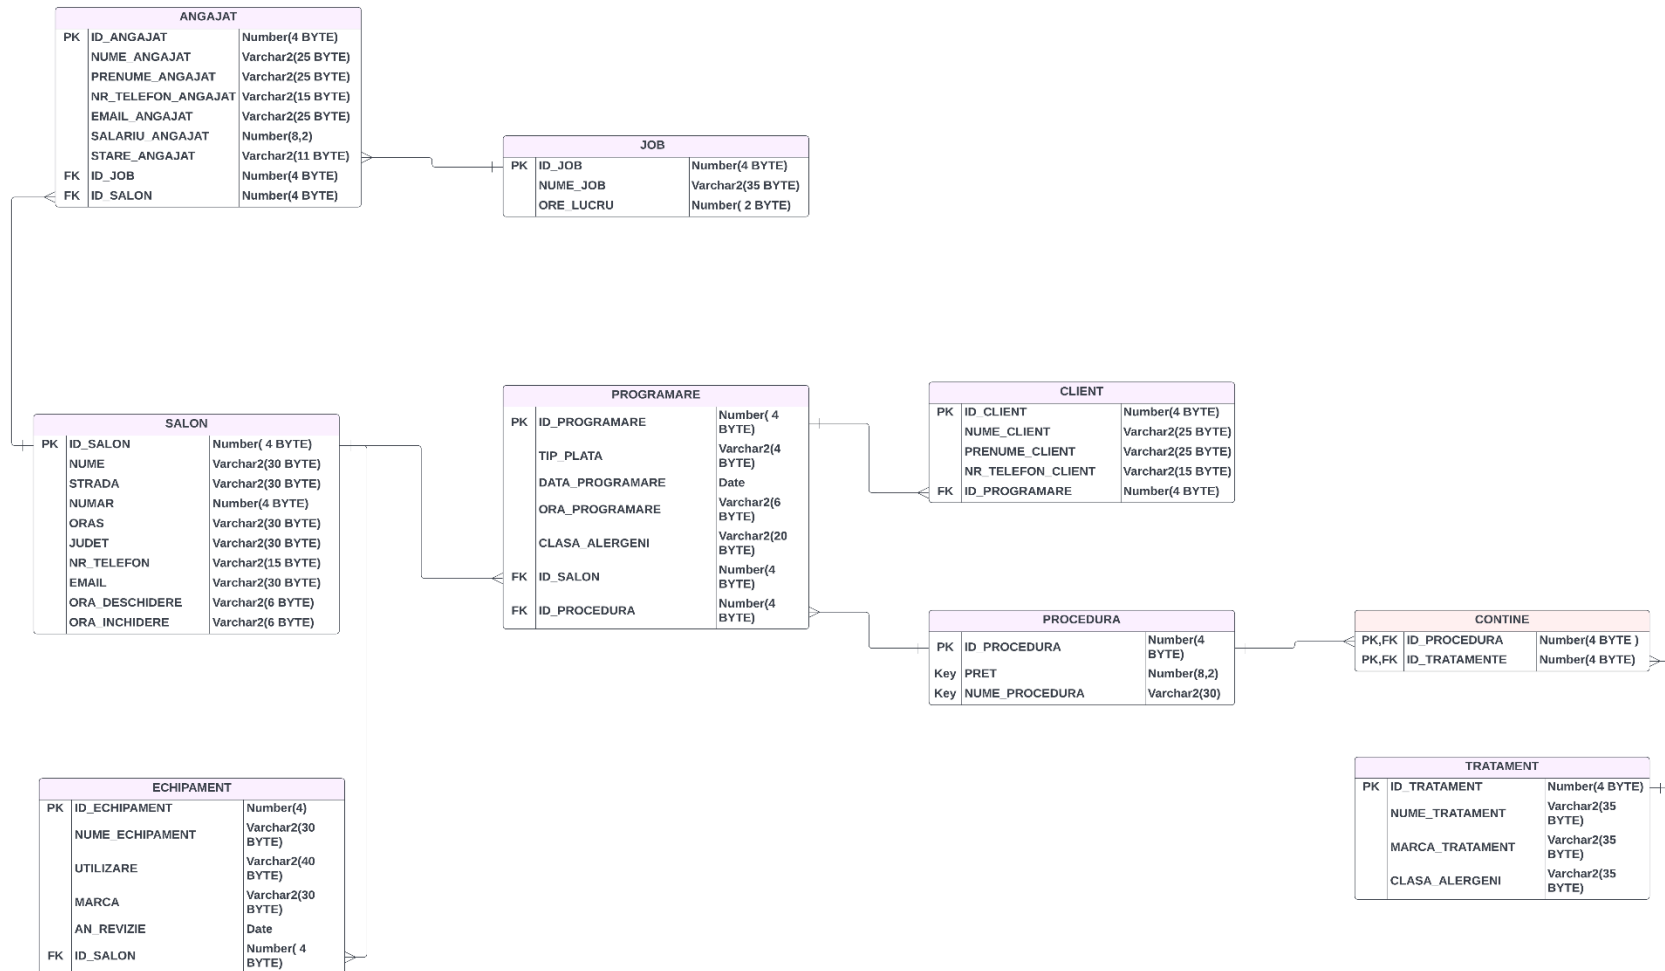 ANGAJAT
PK ID_ANGAJAT Number(4 BYTE)
NUME_ANGAJAT Varchar2(25 BYTE)
PRENUME_ANGAJAT Varchar2(25 BYTE)
NR_TELEFON_ANGAJAT Varchar2(15 BYTE)
EMAIL_ANGAJAT Varchar2(25 BYTE)
SALARIU_ANGAJAT Number(8,2)
STARE_ANGAJAT Varchar2(11 BYTE)
FK ID_JOB Number(4 BYTE)
FK ID_SALON Number(4 BYTE)
JOB
PK ID_JOB Number(4 BYTE)
NUME_JOB Varchar2(35 BYTE)
ORE_LUCRU Number( 2 BYTE)
SALON
PK ID_SALON Number( 4 BYTE)
NUME Varchar2(30 BYTE)
STRADA Varchar2(30 BYTE)
NUMAR Number(4 BYTE)
ORAS Varchar2(30 BYTE)
JUDET Varchar2(30 BYTE)
NR_TELEFON Varchar2(15 BYTE)
EMAIL Varchar2(30 BYTE)
ORA_DESCHIDERE Varchar2(6 BYTE)
ORA_INCHIDERE Varchar2(6 BYTE)
PROGRAMARE
PK ID_PROGRAMARE Number( 4
BYTE)
TIP_PLATA Varchar2(4
BYTE)
DATA_PROGRAMARE Date
ORA_PROGRAMARE Varchar2(6
BYTE)
CLASA_ALERGENI Varchar2(20
BYTE)
FK ID_SALON Number(4
BYTE)
FK ID_PROCEDURA Number(4
BYTE)
CLIENT
PK ID_CLIENT Number(4 BYTE)
NUME_CLIENT Varchar2(25 BYTE)
PRENUME_CLIENT Varchar2(25 BYTE)
NR_TELEFON_CLIENT Varchar2(15 BYTE)
FK ID_PROGRAMARE Number(4 BYTE)
PROCEDURA
PK ID_PROCEDURA Number(4
BYTE)
Key PRET Number(8,2)
Key NUME_PROCEDURA Varchar2(30)
CONTINE
PK,FK ID_PROCEDURA Number(4 BYTE )
PK,FK ID_TRATAMENTE Number(4 BYTE)
ECHIPAMENT
PK ID_ECHIPAMENT Number(4)
NUME_ECHIPAMENT Varchar2(30
BYTE)
UTILIZARE Varchar2(40
BYTE)
MARCA Varchar2(30
BYTE)
AN_REVIZIE Date
FK ID_SALON Number( 4
BYTE)
TRATAMENT
PK ID_TRATAMENT Number(4 BYTE)
NUME_TRATAMENT Varchar2(35
BYTE)
MARCA_TRATAMENT Varchar2(35
BYTE)
CLASA_ALERGENI Varchar2(35
BYTE)